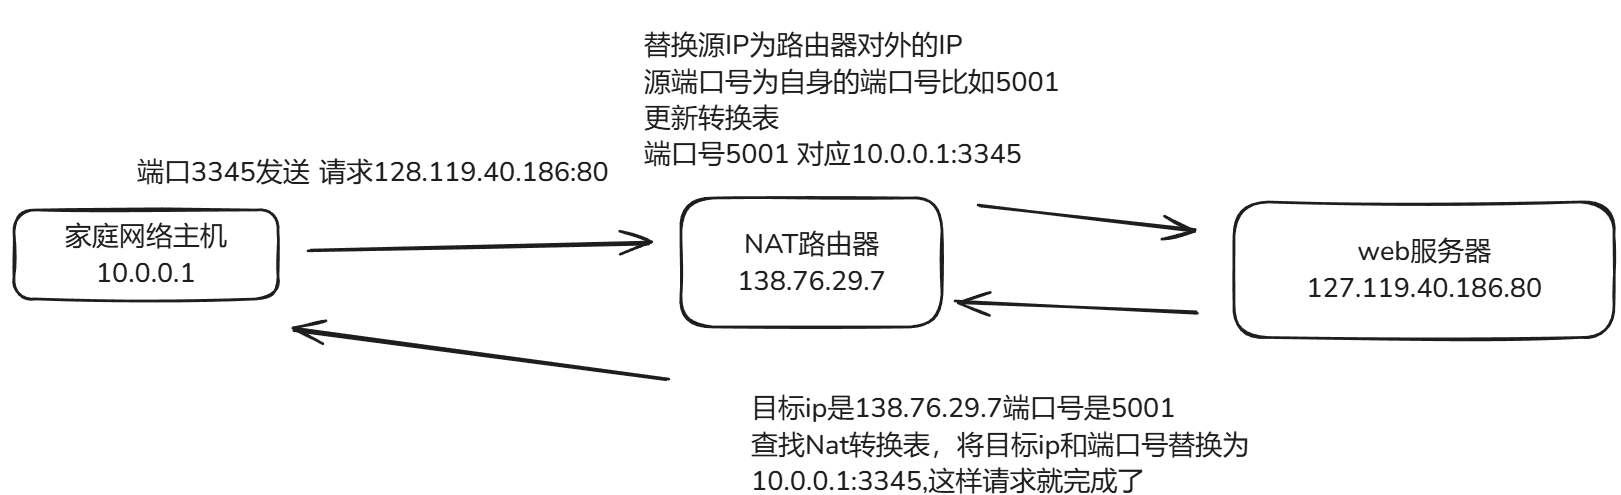 替换源IP为路由器对外的IP
源端口号为自身的端口号比如5001
更新转换表
端口号5001 对应10.0.0.1:3345
端口3345发送 请求128.119.40.186:80
家庭网络主机
10.0.0.1
NAT路由器
138.76.29.7
web服务器
127.119.40.186.80
目标ip是138.76.29.7端口号是5001
查找Nat转换表，将目标ip和端口号替换为
10.0.0.1:3345,这样请求就完成了